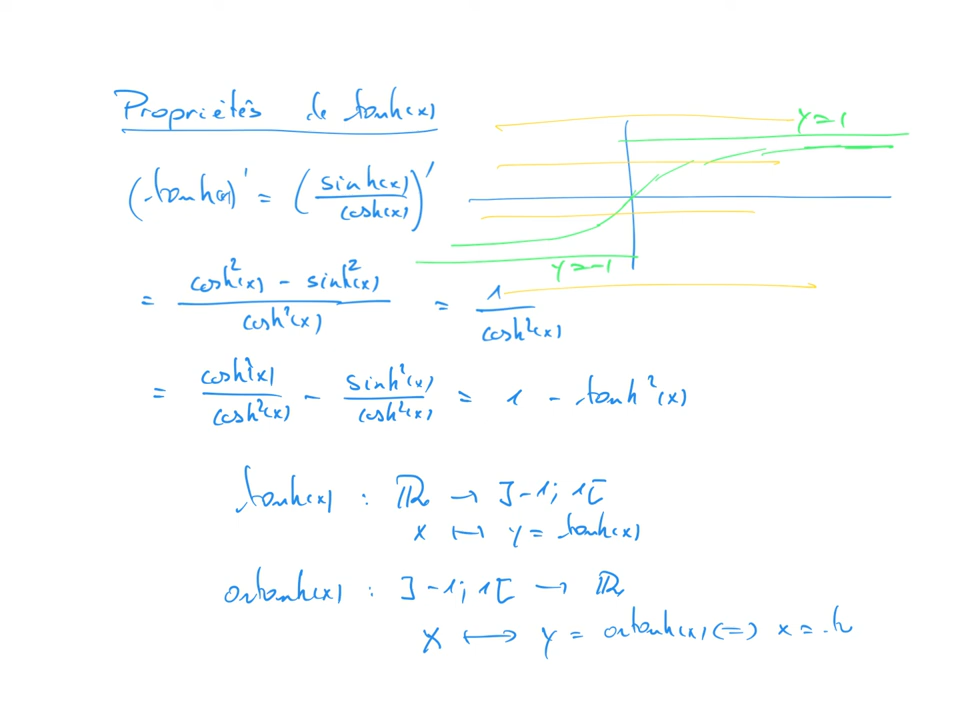 Propriétés de tanh(x)
y = 1
(tanh(x))' = (sinh(x) / cosh(x))'
y = -1
= (cosh²(x) - sinh²(x)) / cosh²(x) = 1 / cosh²(x)
= cosh²(x) / cosh²(x) - sinh²(x) / cosh²(x) = 1 - tanh²(x)
tanh(x) : ℝ → ]-1; 1[
x ↦ y = tanh(x)
artanh(x) : ]-1; 1[ → ℝ
x ↦ y = artanh(x) (=) x = t